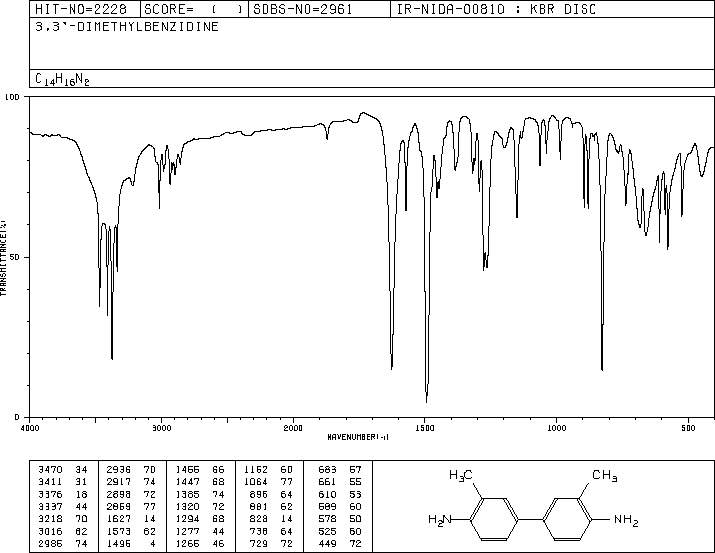 HIT-NO=2228 SCORE= ( ) SDBS-NO=2961 IR-NIDA-00810 : KBR DISC
3,3'-DIMETHYLBENZIDINE
C14H16N2
100
50
0
TRANSMITTANCE(%)
4000 3000 2000 1500 1000 500
WAVENUMBER(-1)
3470 34 2936 70 1466 66 1152 60 683 57
3411 31 2917 74 1447 68 1064 77 661 55
3376 18 2898 72 1385 74 896 64 610 53
3337 44 2869 77 1320 72 881 62 589 60
3218 70 1627 14 1294 68 828 14 578 50
3016 62 1573 62 1277 44 738 64 525 60
2985 74 1495 4 1265 46 729 72 449 72
H3C CH3
H2N NH2